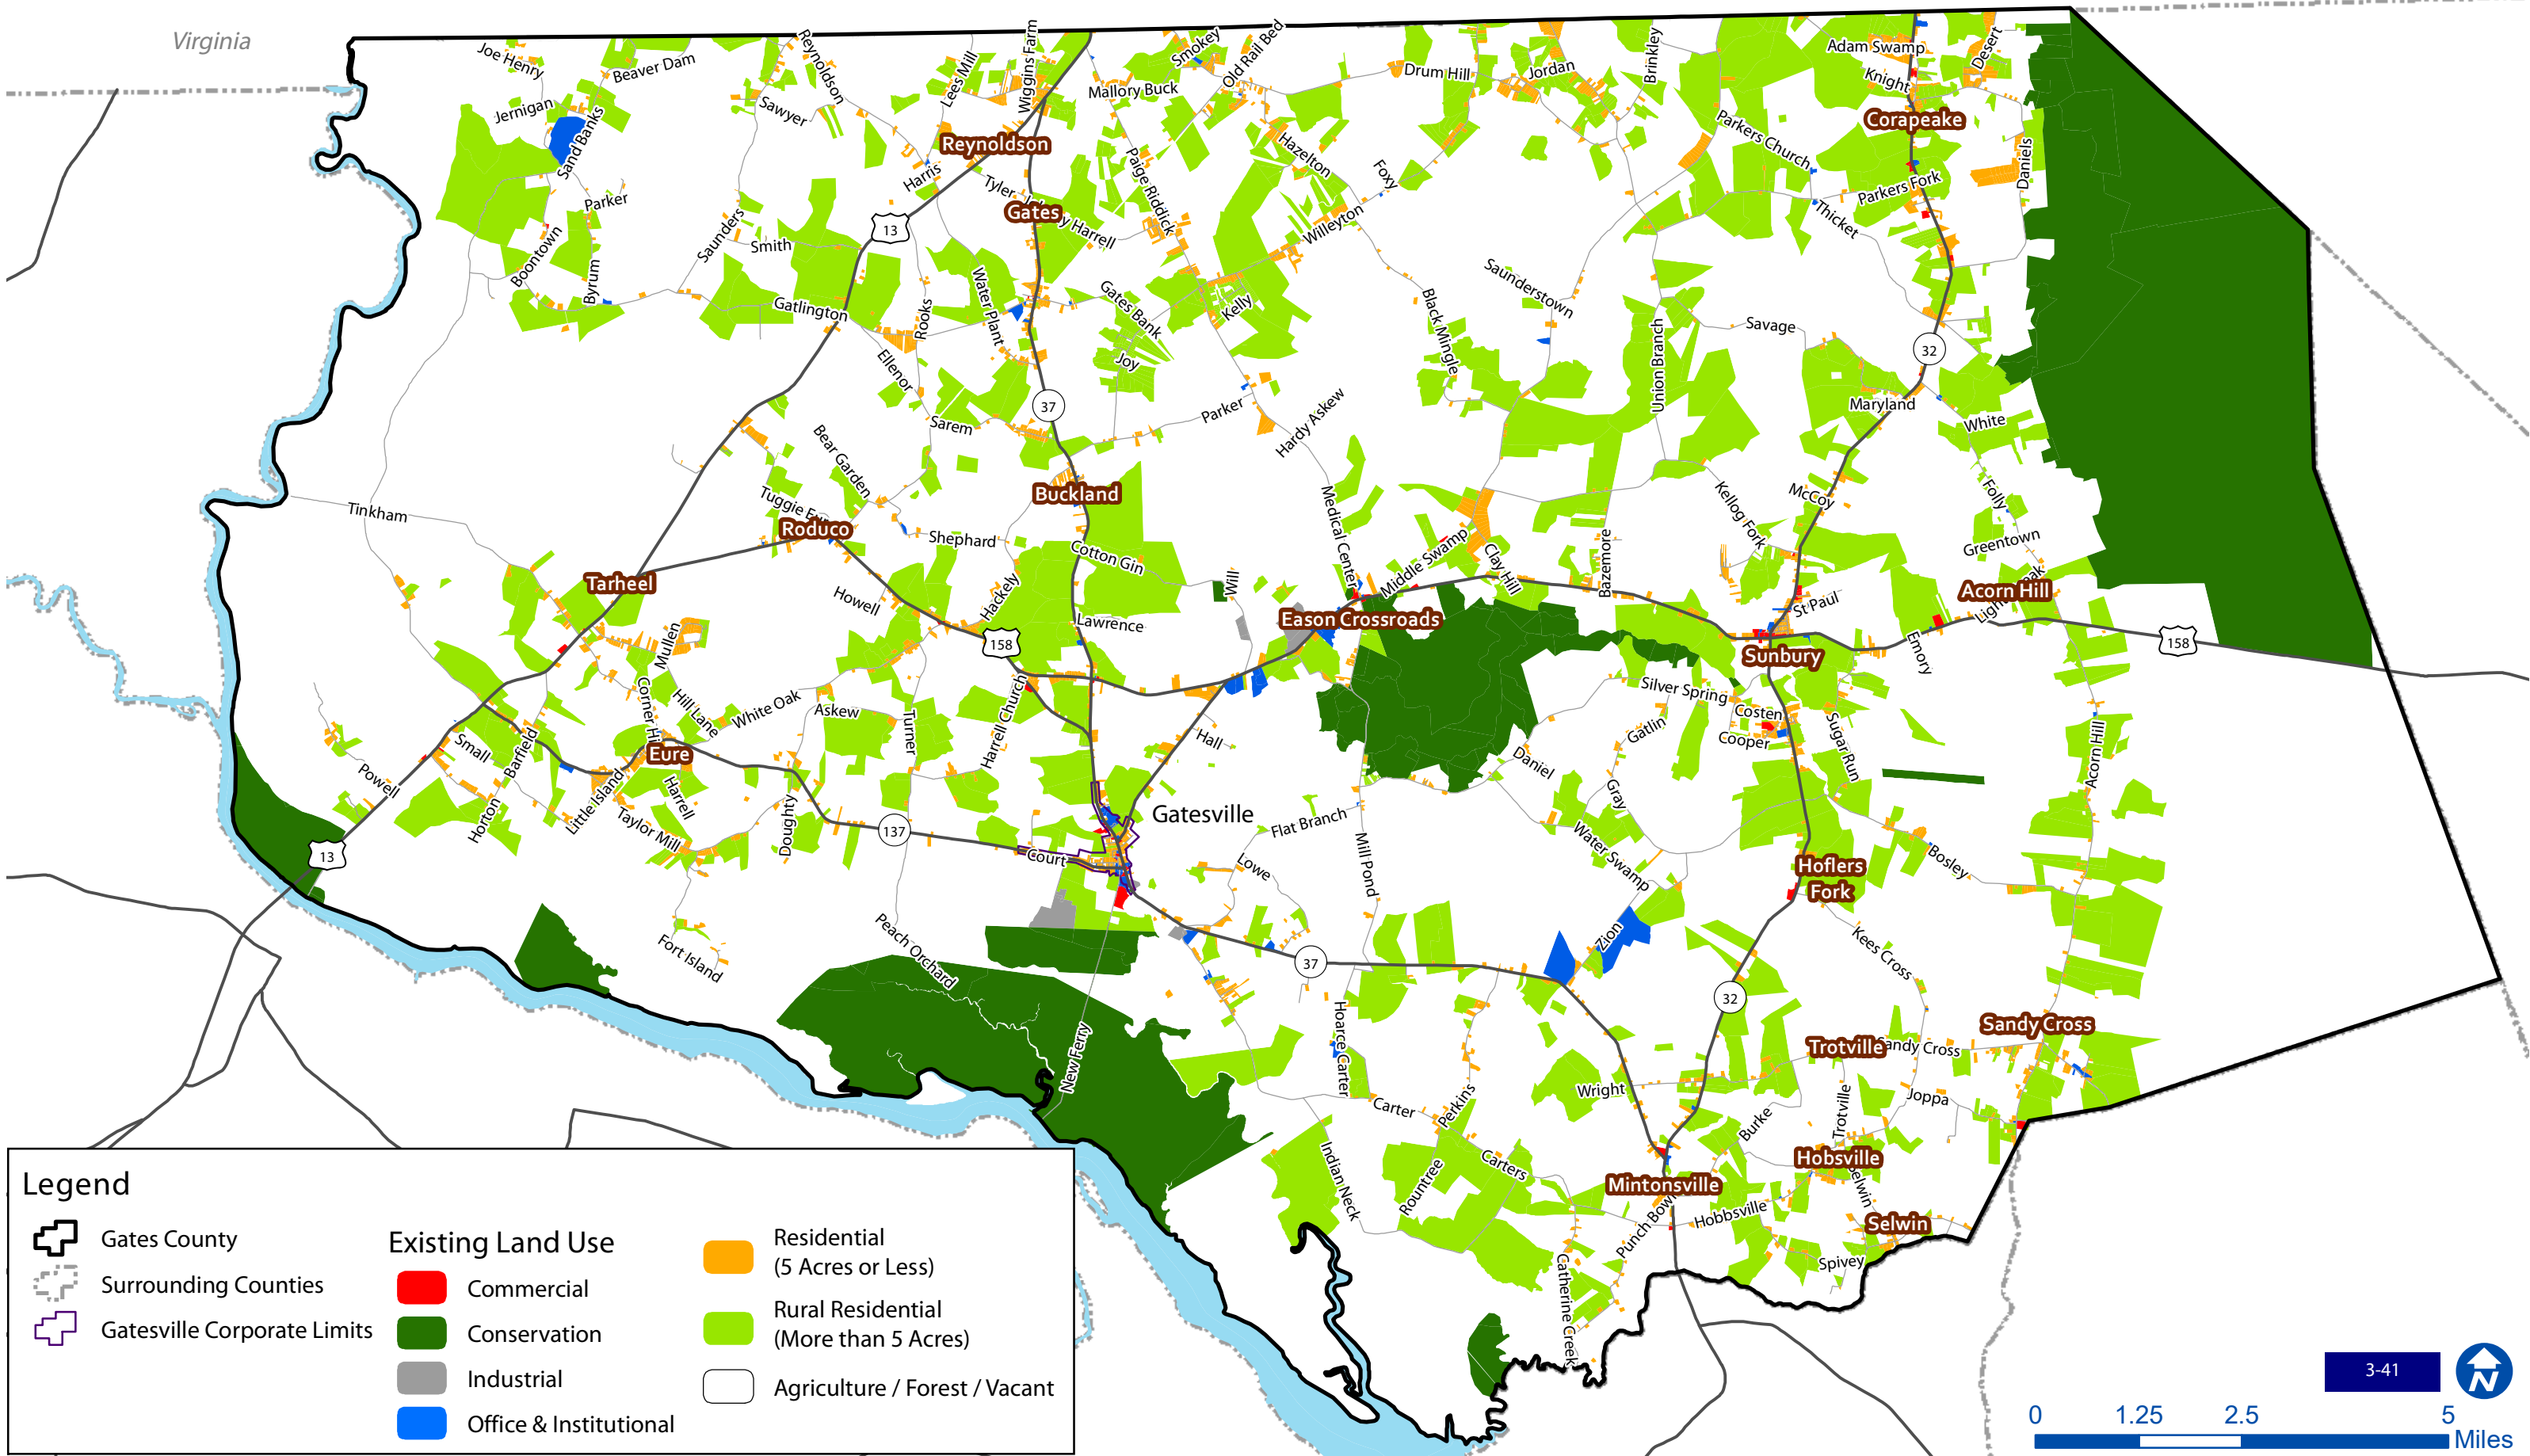 Virginia
Joe Henry
Beaver Dam
Reynoldson
Lees Mill
Wiggins Farm
Smokey
Old Rail Bed
Mallory Buck
Drum Hill
Jordan
Brinkley
Adam Swamp
Desert
Knight
Corapeake
Jernigan
Sand Banks
Sawyer
Reynoldson
Harris
Tyler
Gates
Harrell
Paige Riddick
Hazelton
Foxy
Willeyton
Parkers Church
Parkers Fork
Thicket
Daniels
Parker
Boontown
Byrum
Saunders
Smith
13
Gatlington
Rooks
Water Plant
Gates Bank
Kelly
Joy
Ellenor
Black Mingle
Saunderstown
Union Branch
Savage
32
Maryland
White
37
Sarem
Parker
Hardy Askew
Bear Garden
Buckland
Tuggie
Roduco
Shephard
Cotton Gin
Medical Center
Middle Swamp
Clay Hill
Bazemore
Kellog Fork
McCoy
Folly
Greentown
Tinkham
Tarheel
Howell
Hackely
Will
Lawrence
Eason Crossroads
St Paul
Acorn Hill
Sunbury
Emory
158
158
Mullen
Corner Hi
Hill Lane
White Oak
Askew
Turner
Harrell Church
Hall
Silver Spring
Costen
Cooper
Gatlin
Sugar Run
Acorn Hill
Small
Barfield
Eure
Powell
Horton
Little Island
Harrell
Taylor Mill
Doughty
137
Court
Gatesville
Flat Branch
Lowe
Mill Pond
Daniel
Gray
Water Swamp
Hoflers
Fork
Bosley
13
Fort Island
Peach Orchard
New Ferry
37
Zion
32
Kees Cross
Hoarce Carter
Carter
Perkins
Wright
Burke
Trotville
Sandy Cross
Trotville
Joppa
Indian Neck
Rountree
Carters
Mintonsville
Hobsville
Punch Bowl
Hobbsville
Selwin
Spivey
Catherine Creek
Legend
Gates County
Surrounding Counties
Gatesville Corporate Limits
Existing Land Use
Commercial
Conservation
Industrial
Office & Institutional
Residential
(5 Acres or Less)
Rural Residential
(More than 5 Acres)
Agriculture / Forest / Vacant
3-41
N
0 1.25 2.5 5
Miles